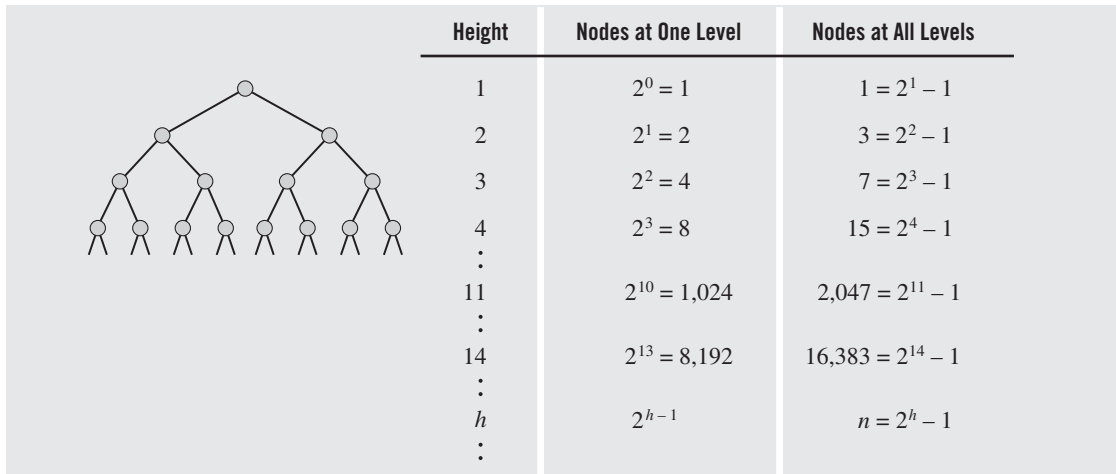 Height Nodes at One Level Nodes at All Levels
1 2⁰ = 1 1 = 2¹ – 1
2 2¹ = 2 3 = 2² – 1
3 2² = 4 7 = 2³ – 1
4 2³ = 8 15 = 2⁴ – 1
⋮
11 2¹⁰ = 1,024 2,047 = 2¹¹ – 1
⋮
14 2¹³ = 8,192 16,383 = 2¹⁴ – 1
⋮
h 2ʰ⁻¹ n = 2ʰ – 1
⋮